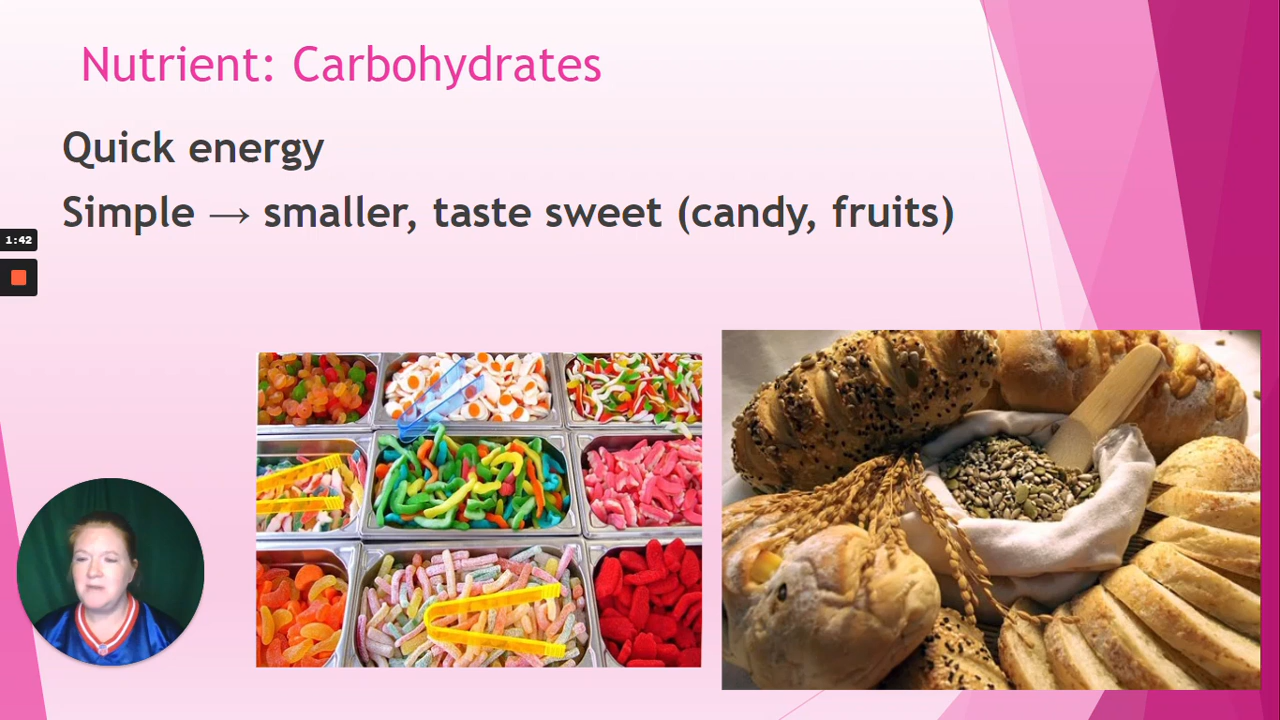 Nutrient: Carbohydrates
Quick energy
Simple → smaller, taste sweet (candy, fruits)
1:42